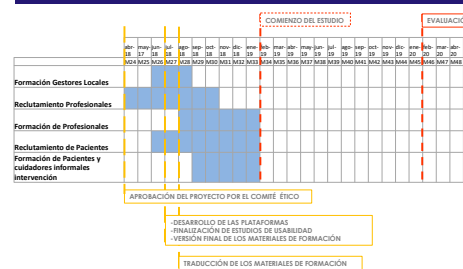 COMIENZO DEL ESTUDIO
EVALUACIÓ
abr- may- jun- jul- ago- sep- oct- nov- dic- ene- feb- mar- abr- may- jun- jul- ago- sep- oct- nov- dic- ene- feb- mar- abr-
18 18 18 18 18 18 18 18 18 19 19 19 19 19 19 19 19 19 19 19 19 20 20 20 20
M24 M25 M26 M27 M28 M29 M30 M31 M32 M33 M34 M35 M36 M37 M38 M39 M40 M41 M42 M43 M44 M45 M46 M47 M48
Formación Gestores Locales
Reclutamiento Profesionales
Formación de Profesionales
Reclutamiento de Pacientes
Formación de Pacientes y
cuidadores informales
intervención
APROBACIÓN DEL PROYECTO POR EL COMITÉ ÉTICO
-DESARROLLO DE LAS PLATAFORMAS
-FINALIZACIÓN DE ESTUDIOS DE USABILIDAD
-VERSIÓN FINAL DE LOS MATERIALES DE FORMACIÓN
TRADUCCIÓN DE LOS MATERIALES DE FORMACIÓN